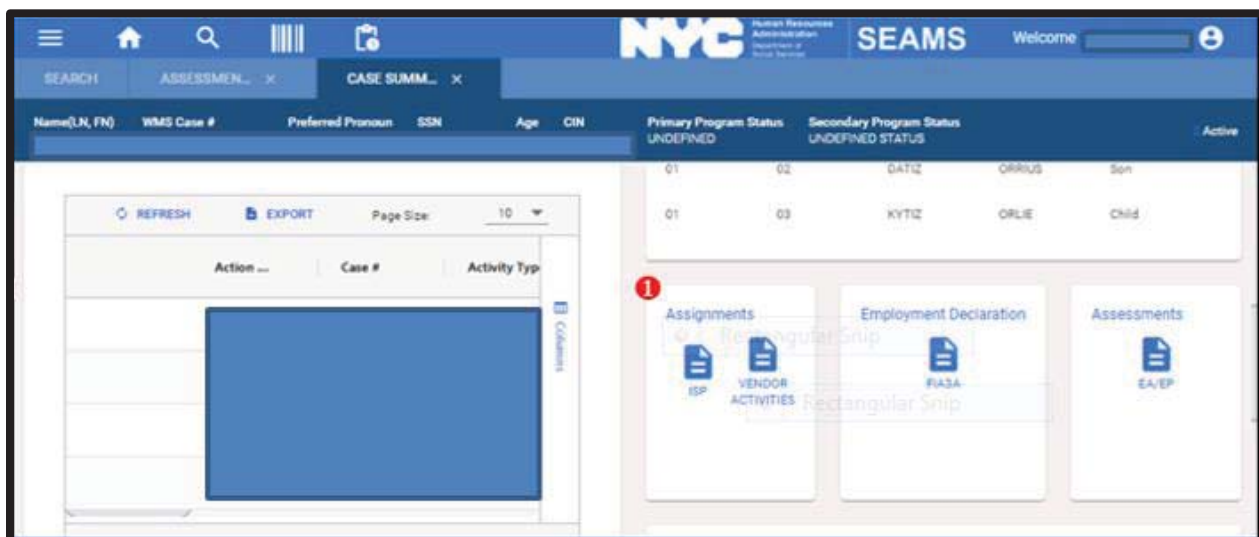 NYC Human Resources Administration Department of Social Services SEAMS Welcome
SEARCH ASSESSMEN... × CASE SUMM... ×
Name(LN, FN) WMS Case # Preferred Pronoun SSN Age CIN Primary Program Status Secondary Program Status
UNDEFINED UNDEFINED STATUS Active
01 02 DATIZ ORRIUS Son
REFRESH EXPORT Page Size: 10
01 03 KYTIZ ORLIE Child
Action ... Case # Activity Typ
Columns
1
Assignments Employment Declaration Assessments
Rectangular Snip
ISP VENDOR ACTIVITIES FIA3A EA/EP
Rectangular Snip